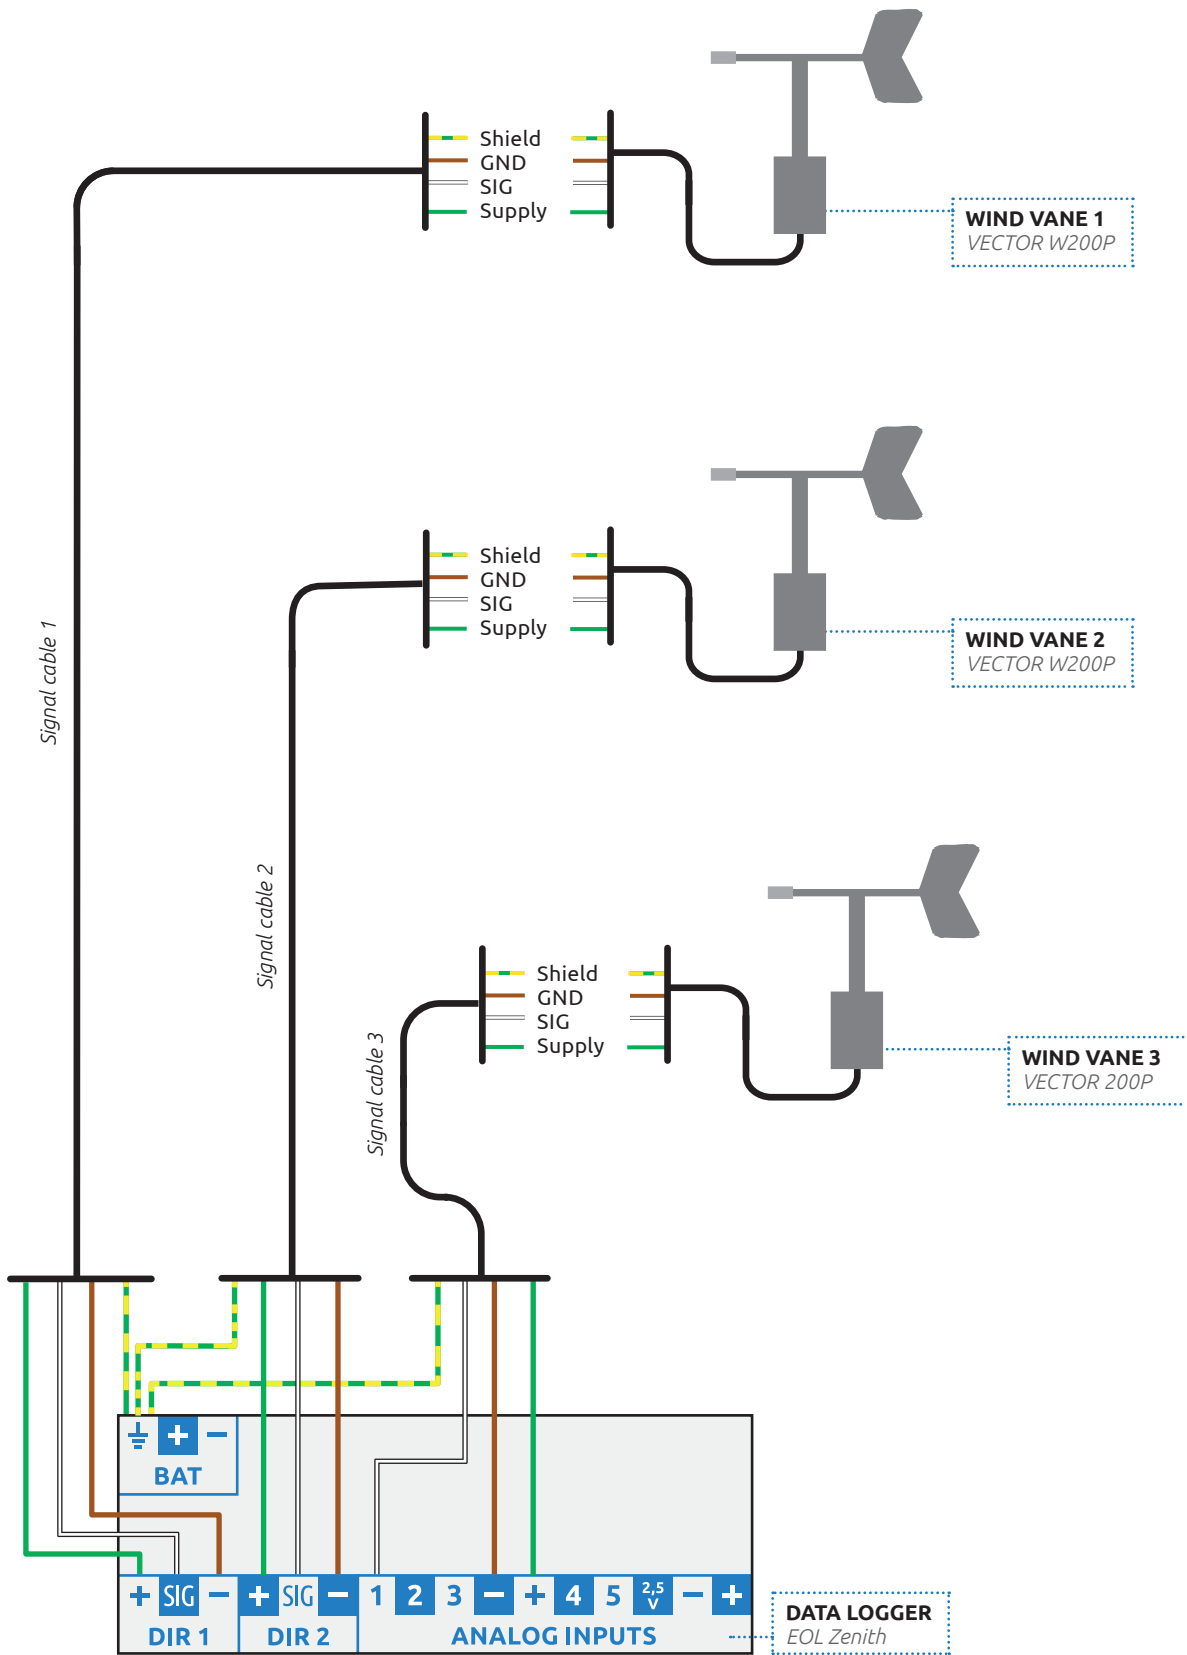 Shield
GND
SIG
Supply
WIND VANE 1
VECTOR W200P
Signal cable 1
Shield
GND
SIG
Supply
WIND VANE 2
VECTOR W200P
Signal cable 2
Shield
GND
SIG
Supply
WIND VANE 3
VECTOR 200P
Signal cable 3
+ −
BAT
+ SIG − + SIG − 1 2 3 − + 4 5 2,5 V − +
DIR 1 DIR 2 ANALOG INPUTS
DATA LOGGER
EOL Zenith